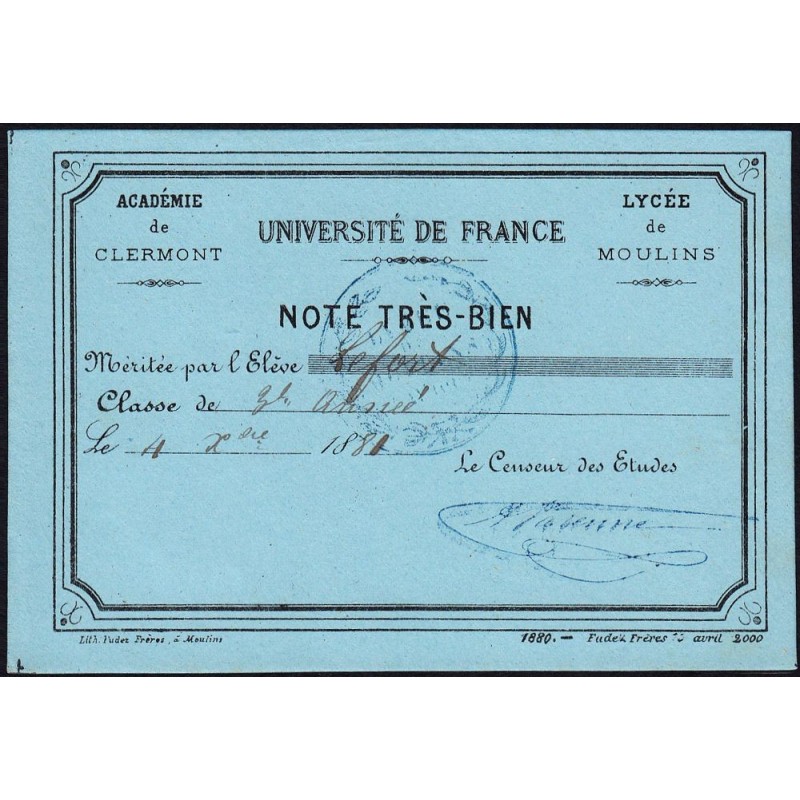 ACADÉMIE
de
CLERMONT
UNIVERSITÉ DE FRANCE
LYCÉE
de
MOULINS
NOTE TRÈS-BIEN
Méritée par l'Elève Lefort
Classe de 3e Année
Le 4 Xbre 1881
Le Censeur des Etudes
Lith. Fudez Frères, à Moulins
1880. — Fudez Frères avril 2000